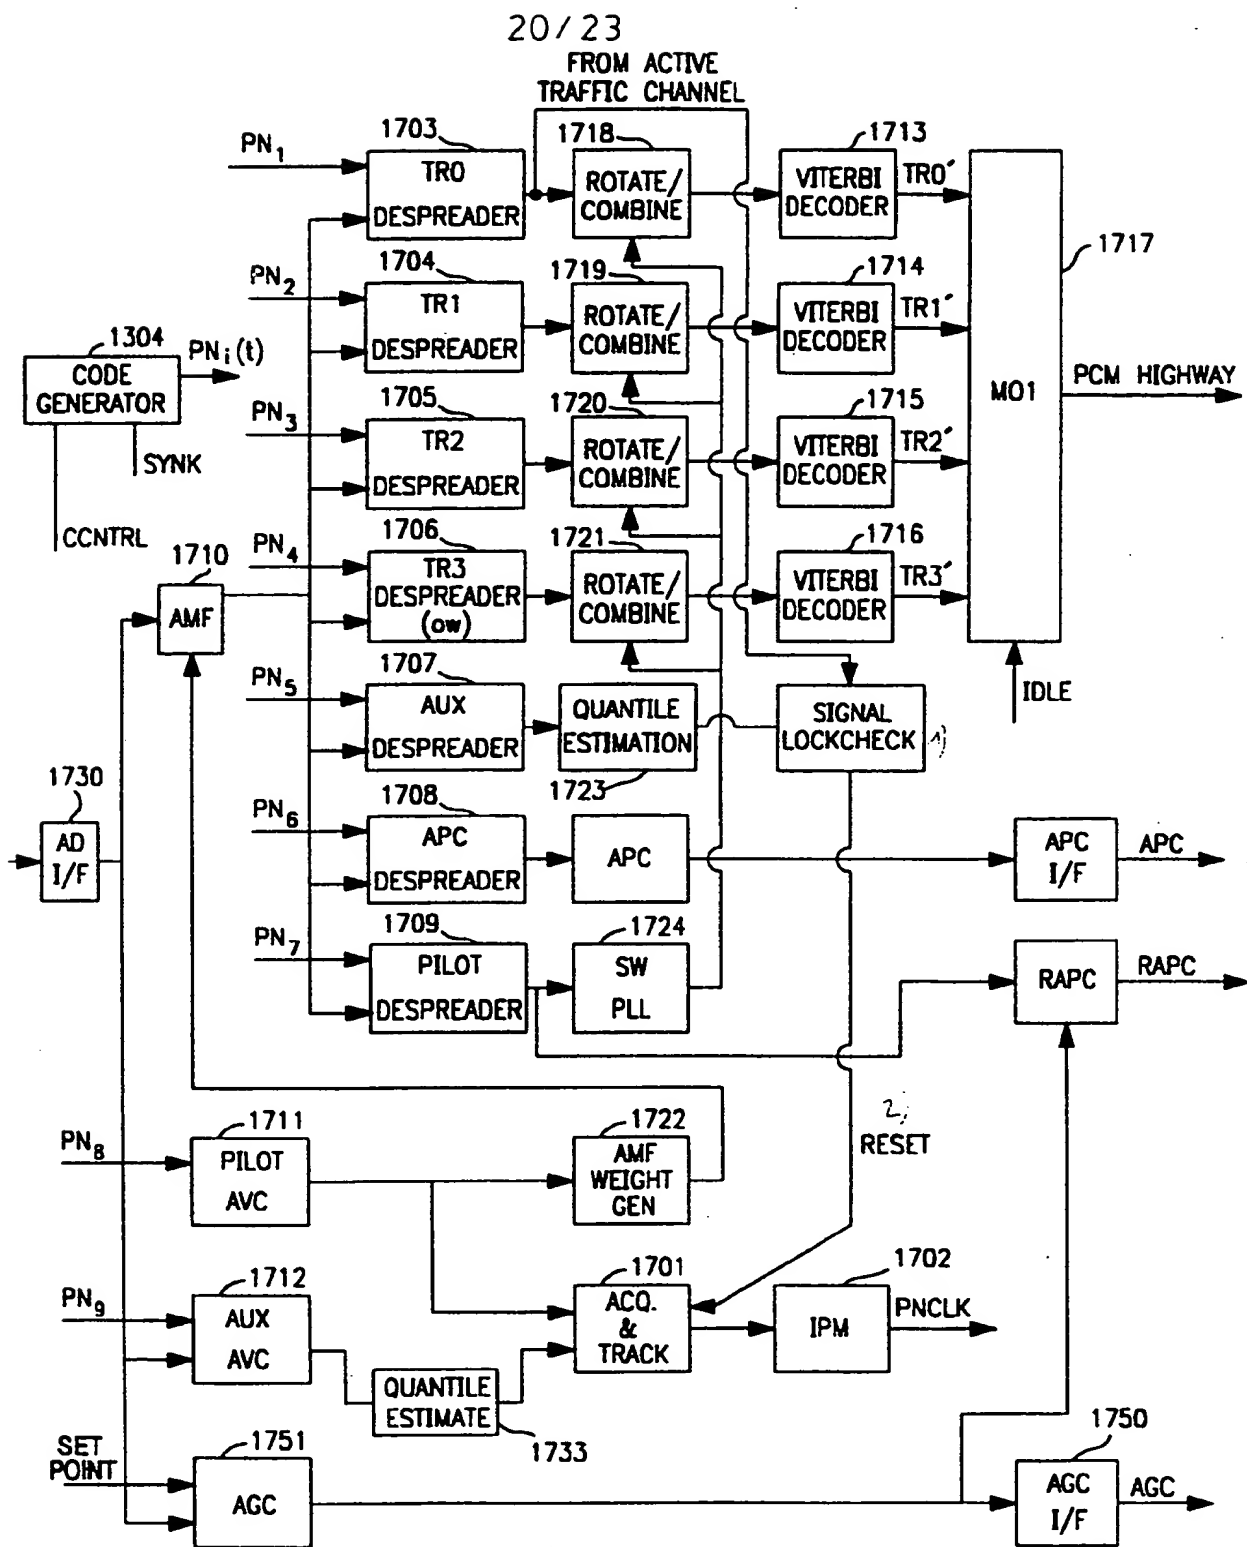 20/23
FROM ACTIVE
TRAFFIC CHANNEL
PN1
1703
TR0
DESPREADER
1718
ROTATE/
COMBINE
1713
VITERBI
DECODER
TR0′
1717
MO1
PCM HIGHWAY
IDLE
PN2
1704
TR1
DESPREADER
1719
ROTATE/
COMBINE
1714
VITERBI
DECODER
TR1′
1304
CODE
GENERATOR
PNi(t)
SYNK
CCNTRL
PN3
1705
TR2
DESPREADER
1720
ROTATE/
COMBINE
1715
VITERBI
DECODER
TR2′
PN4
1706
TR3
DESPREADER
(OW)
1721
ROTATE/
COMBINE
1716
VITERBI
DECODER
TR3′
1710
AMF
PN5
1707
AUX
DESPREADER
QUANTILE
ESTIMATION
1723
SIGNAL
LOCKCHECK
1)
1730
AD
I/F
PN6
1708
APC
DESPREADER
APC
APC
I/F
APC
PN7
1709
PILOT
DESPREADER
1724
SW
PLL
RAPC
RAPC
2)
RESET
PN8
1711
PILOT
AVC
1722
AMF
WEIGHT
GEN
PN9
1712
AUX
AVC
QUANTILE
ESTIMATE
1733
1701
ACQ.
&
TRACK
1702
IPM
PNCLK
SET
POINT
1751
AGC
1750
AGC
I/F
AGC